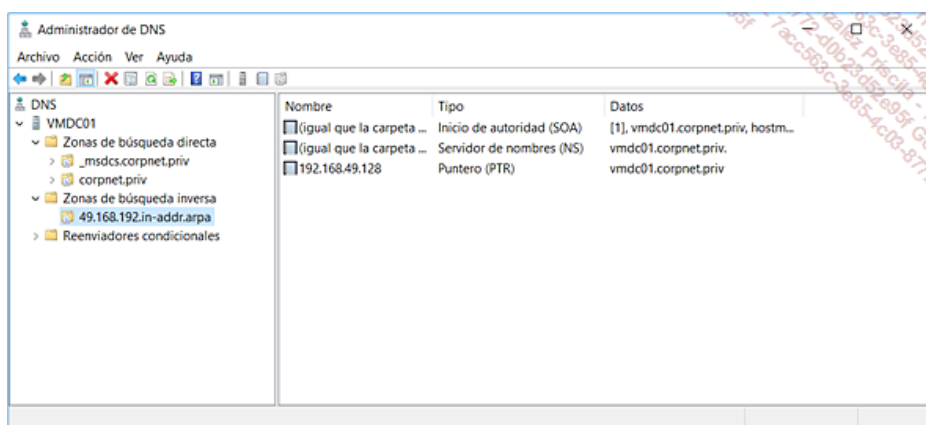 Administrador de DNS
Archivo Acción Ver Ayuda
DNS
VMDC01
Zonas de búsqueda directa
_msdcs.corpnet.priv
corpnet.priv
Zonas de búsqueda inversa
49.168.192.in-addr.arpa
Reenviadores condicionales
Nombre Tipo Datos
(igual que la carpeta ... Inicio de autoridad (SOA) [1], vmdc01.corpnet.priv, hostm...
(igual que la carpeta ... Servidor de nombres (NS) vmdc01.corpnet.priv.
192.168.49.128 Puntero (PTR) vmdc01.corpnet.priv